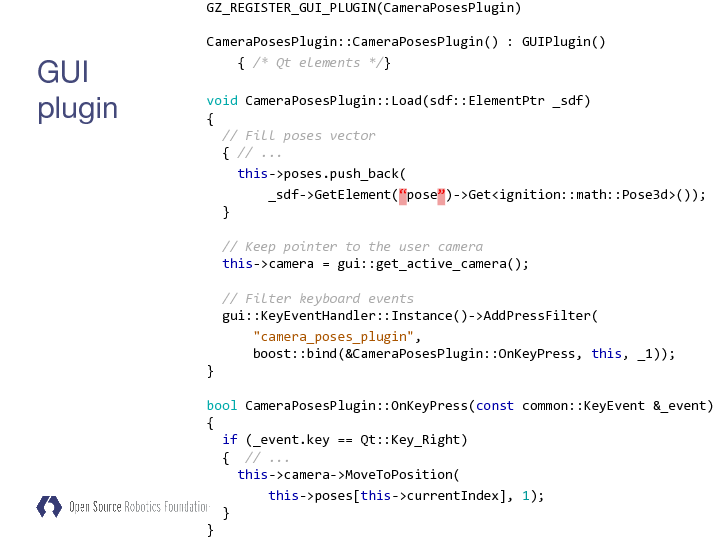 GUI
plugin
GZ_REGISTER_GUI_PLUGIN(CameraPosesPlugin)
CameraPosesPlugin::CameraPosesPlugin() : GUIPlugin()
{ /* Qt elements */}
void CameraPosesPlugin::Load(sdf::ElementPtr _sdf)
{
// Fill poses vector
{ // ...
this->poses.push_back(
_sdf->GetElement(“pose”)->Get<ignition::math::Pose3d>());
}
// Keep pointer to the user camera
this->camera = gui::get_active_camera();
// Filter keyboard events
gui::KeyEventHandler::Instance()->AddPressFilter(
"camera_poses_plugin",
boost::bind(&CameraPosesPlugin::OnKeyPress, this, _1));
}
bool CameraPosesPlugin::OnKeyPress(const common::KeyEvent &_event)
{
if (_event.key == Qt::Key_Right)
{ // ...
this->camera->MoveToPosition(
this->poses[this->currentIndex], 1);
}
}
Open Source Robotics Foundation